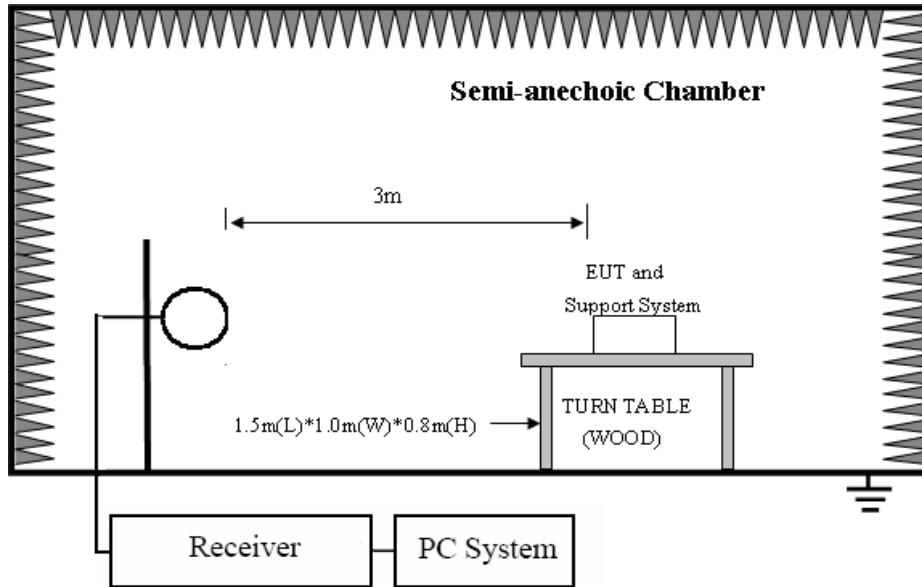 Semi-anechoic Chamber
3m
EUT and
Support System
1.5m(L)*1.0m(W)*0.8m(H)
TURN TABLE
(WOOD)
Receiver
PC System